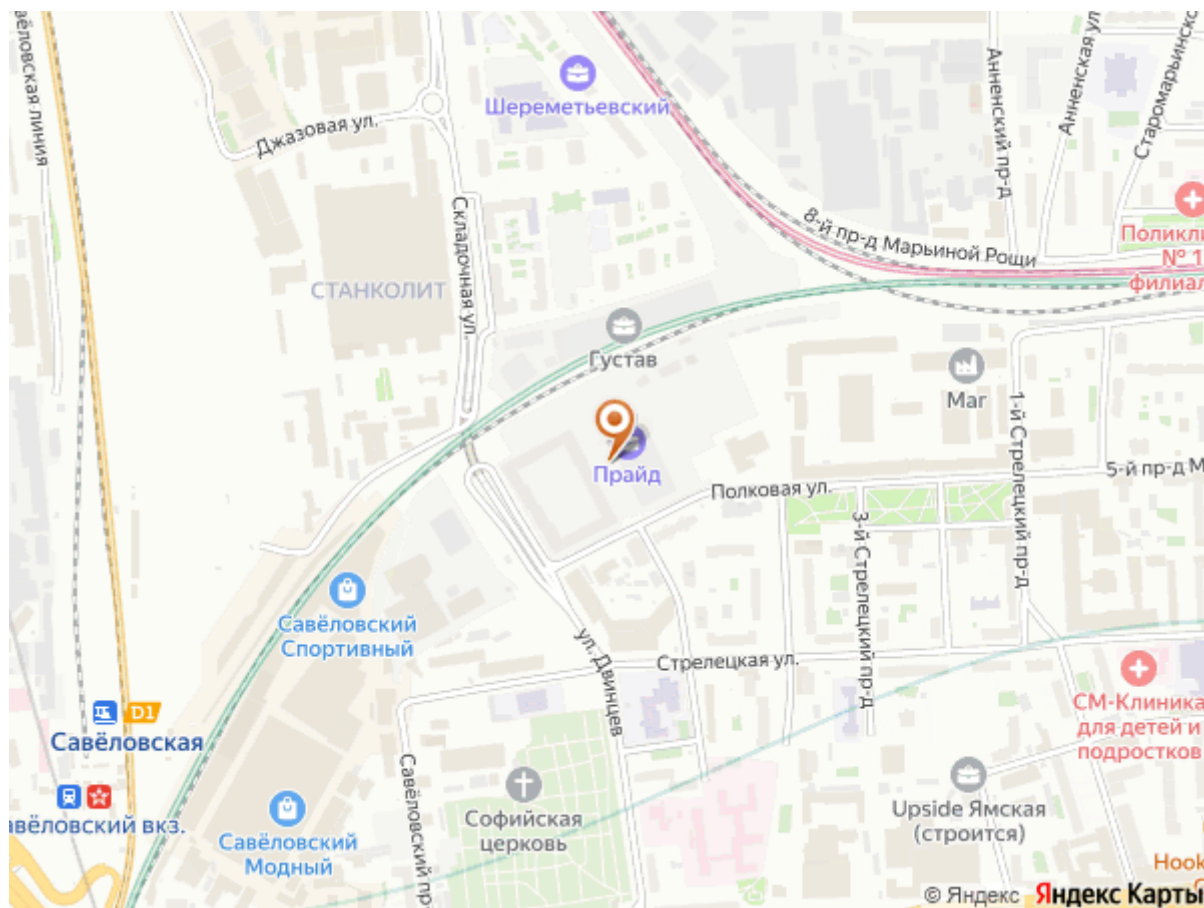 Савёловская линия
Джазовая ул.
Шереметьевский
Складочная ул.
СТАНКОЛИТ
Анненский пр-д
Анненская ул
Старомарьинско
8-й пр-д Марьиной Рощи
Поликли
№ 1
филиал
Густав
Маг
1-й Стрелецкий пр-д
Прайд
Полковая ул.
5-й пр-д М
3-й Стрелецкий пр-д
Савёловский
Спортивный
ул. Двинцев
Стрелецкая ул.
СМ-Клиника
для детей и
подростков
D1
Савёловская
авёловский вкз.
Савёловский
Модный
Савёловский пр-
Софийская
церковь
Upside Ямская
(строится)
Hook
© Яндекс Яндекс Карты